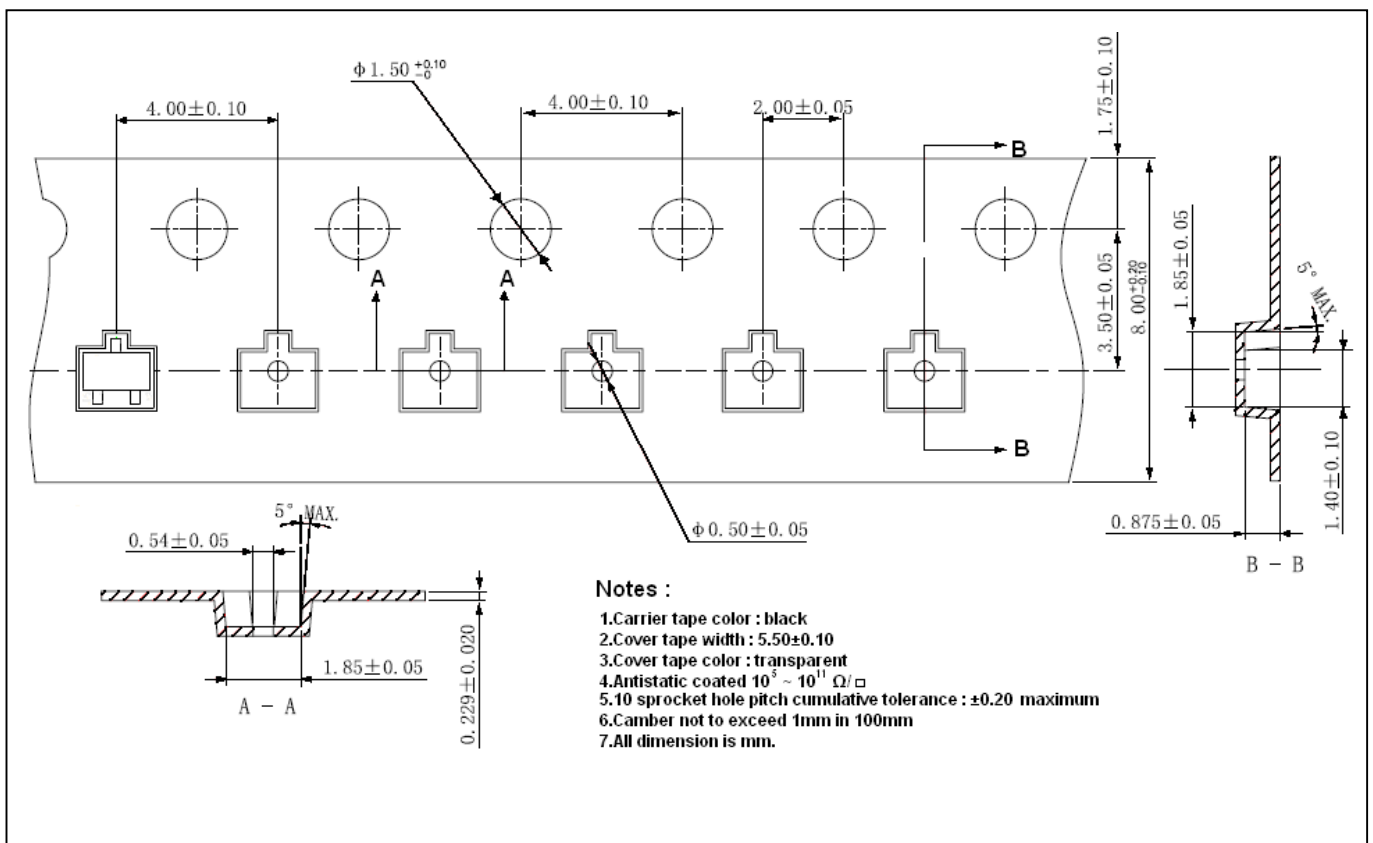 φ1.50 +0.10 -0
4.00±0.10
4.00±0.10
2.00±0.05
1.75±0.10
B
A
A
3.50±0.05
8.00 +0.20 -0.10
1.85±0.05
5° MAX.
B
1.40±0.10
0.875±0.05
B - B
φ0.50±0.05
5° MAX.
0.54±0.05
1.85±0.05
0.229±0.020
A - A
Notes :
1.Carrier tape color : black
2.Cover tape width : 5.50±0.10
3.Cover tape color : transparent
4.Antistatic coated 10⁵ ~ 10¹¹ Ω/□
5.10 sprocket hole pitch cumulative tolerance : ±0.20 maximum
6.Camber not to exceed 1mm in 100mm
7.All dimension is mm.